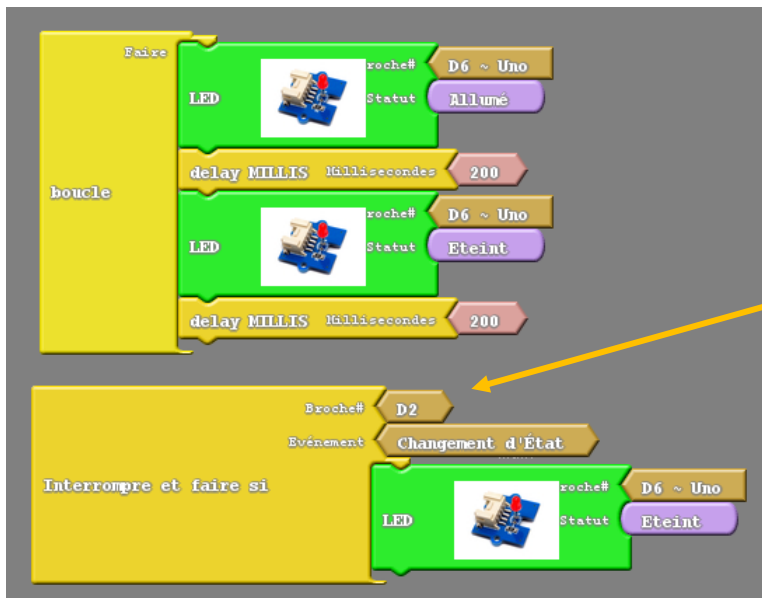 Faire
roche# D6 ~ Uno
LED Statut Allumé
delay MILLIS Millisecondes 200
boucle
roche# D6 ~ Uno
LED Statut Eteint
delay MILLIS Millisecondes 200
Broche# D2
Evénement Changement d'État
Interrompre et faire si
roche# D6 ~ Uno
LED Statut Eteint